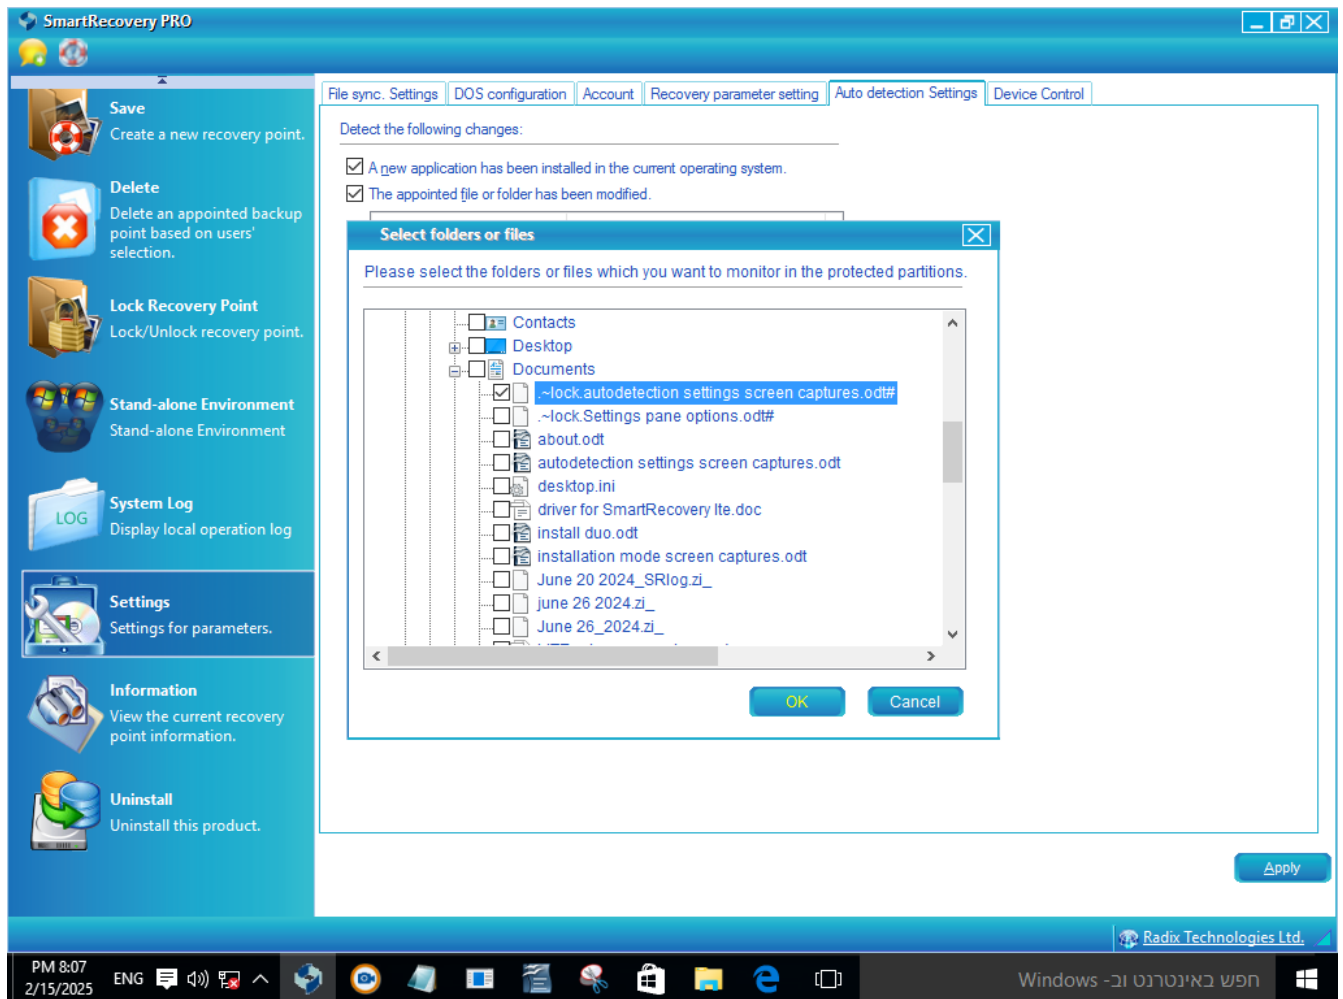 SmartRecovery PRO
Save
Create a new recovery point.
Delete
Delete an appointed backup
point based on users'
selection.
Lock Recovery Point
Lock/Unlock recovery point.
Stand-alone Environment
Stand-alone Environment
LOG
System Log
Display local operation log
Settings
Settings for parameters.
Information
View the current recovery
point information.
Uninstall
Uninstall this product.
File sync. Settings
DOS configuration
Account
Recovery parameter setting
Auto detection Settings
Device Control
Detect the following changes:
A new application has been installed in the current operating system.
The appointed file or folder has been modified.
Select folders or files
Please select the folders or files which you want to monitor in the protected partitions.
Contacts
Desktop
Documents
.~lock.autodetection settings screen captures.odt#
.~lock.Settings pane options.odt#
about.odt
autodetection settings screen captures.odt
desktop.ini
driver for SmartRecovery lte.doc
install duo.odt
installation mode screen captures.odt
June 20 2024_SRlog.zi_
june 26 2024.zi_
June 26_2024.zi_
OK
Cancel
Apply
Radix Technologies Ltd.
PM 8:07
2/15/2025
ENG
חפש באינטרנט וב- Windows